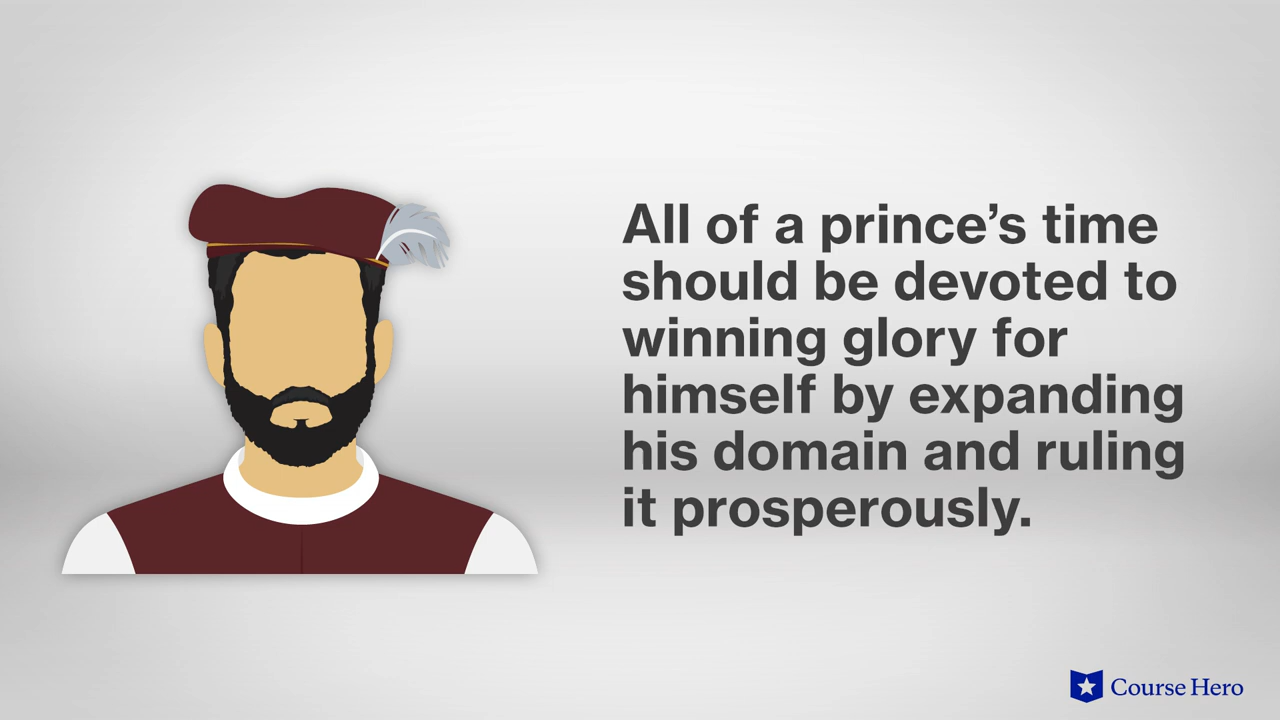 All of a prince’s time
should be devoted to
winning glory for
himself by expanding
his domain and ruling
it prosperously.
Course Hero